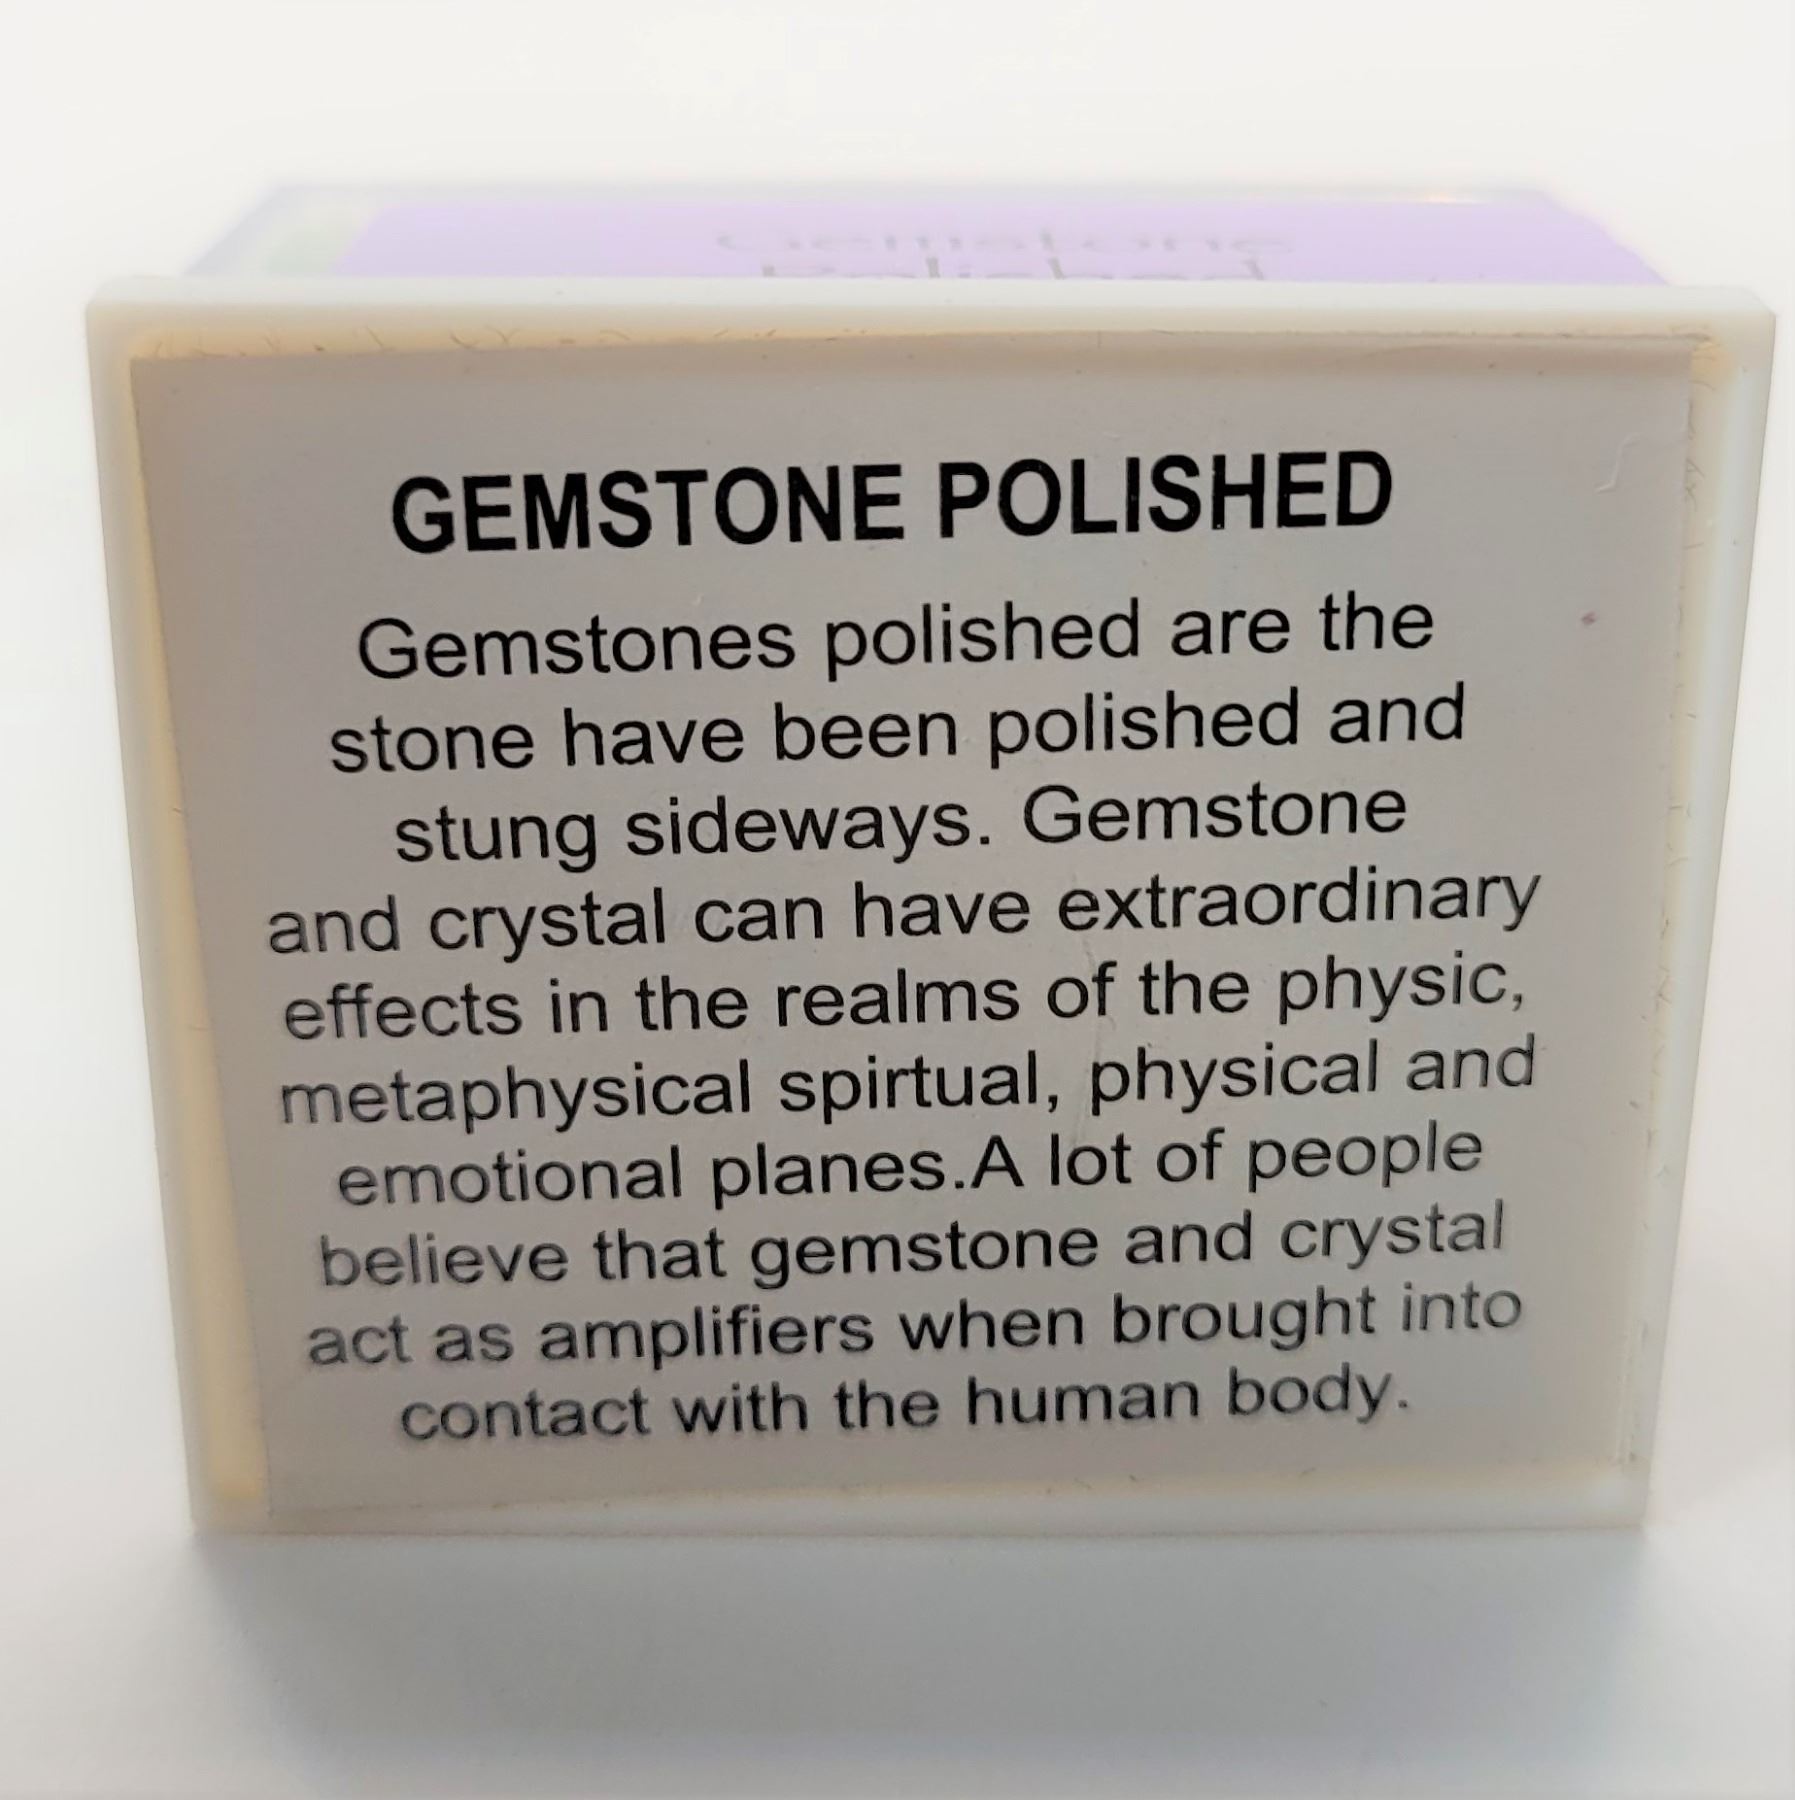 Gemstone
Polished
GEMSTONE POLISHED
Gemstones polished are the
stone have been polished and
stung sideways. Gemstone
and crystal can have extraordinary
effects in the realms of the physic,
metaphysical spirtual, physical and
emotional planes.A lot of people
believe that gemstone and crystal
act as amplifiers when brought into
contact with the human body.